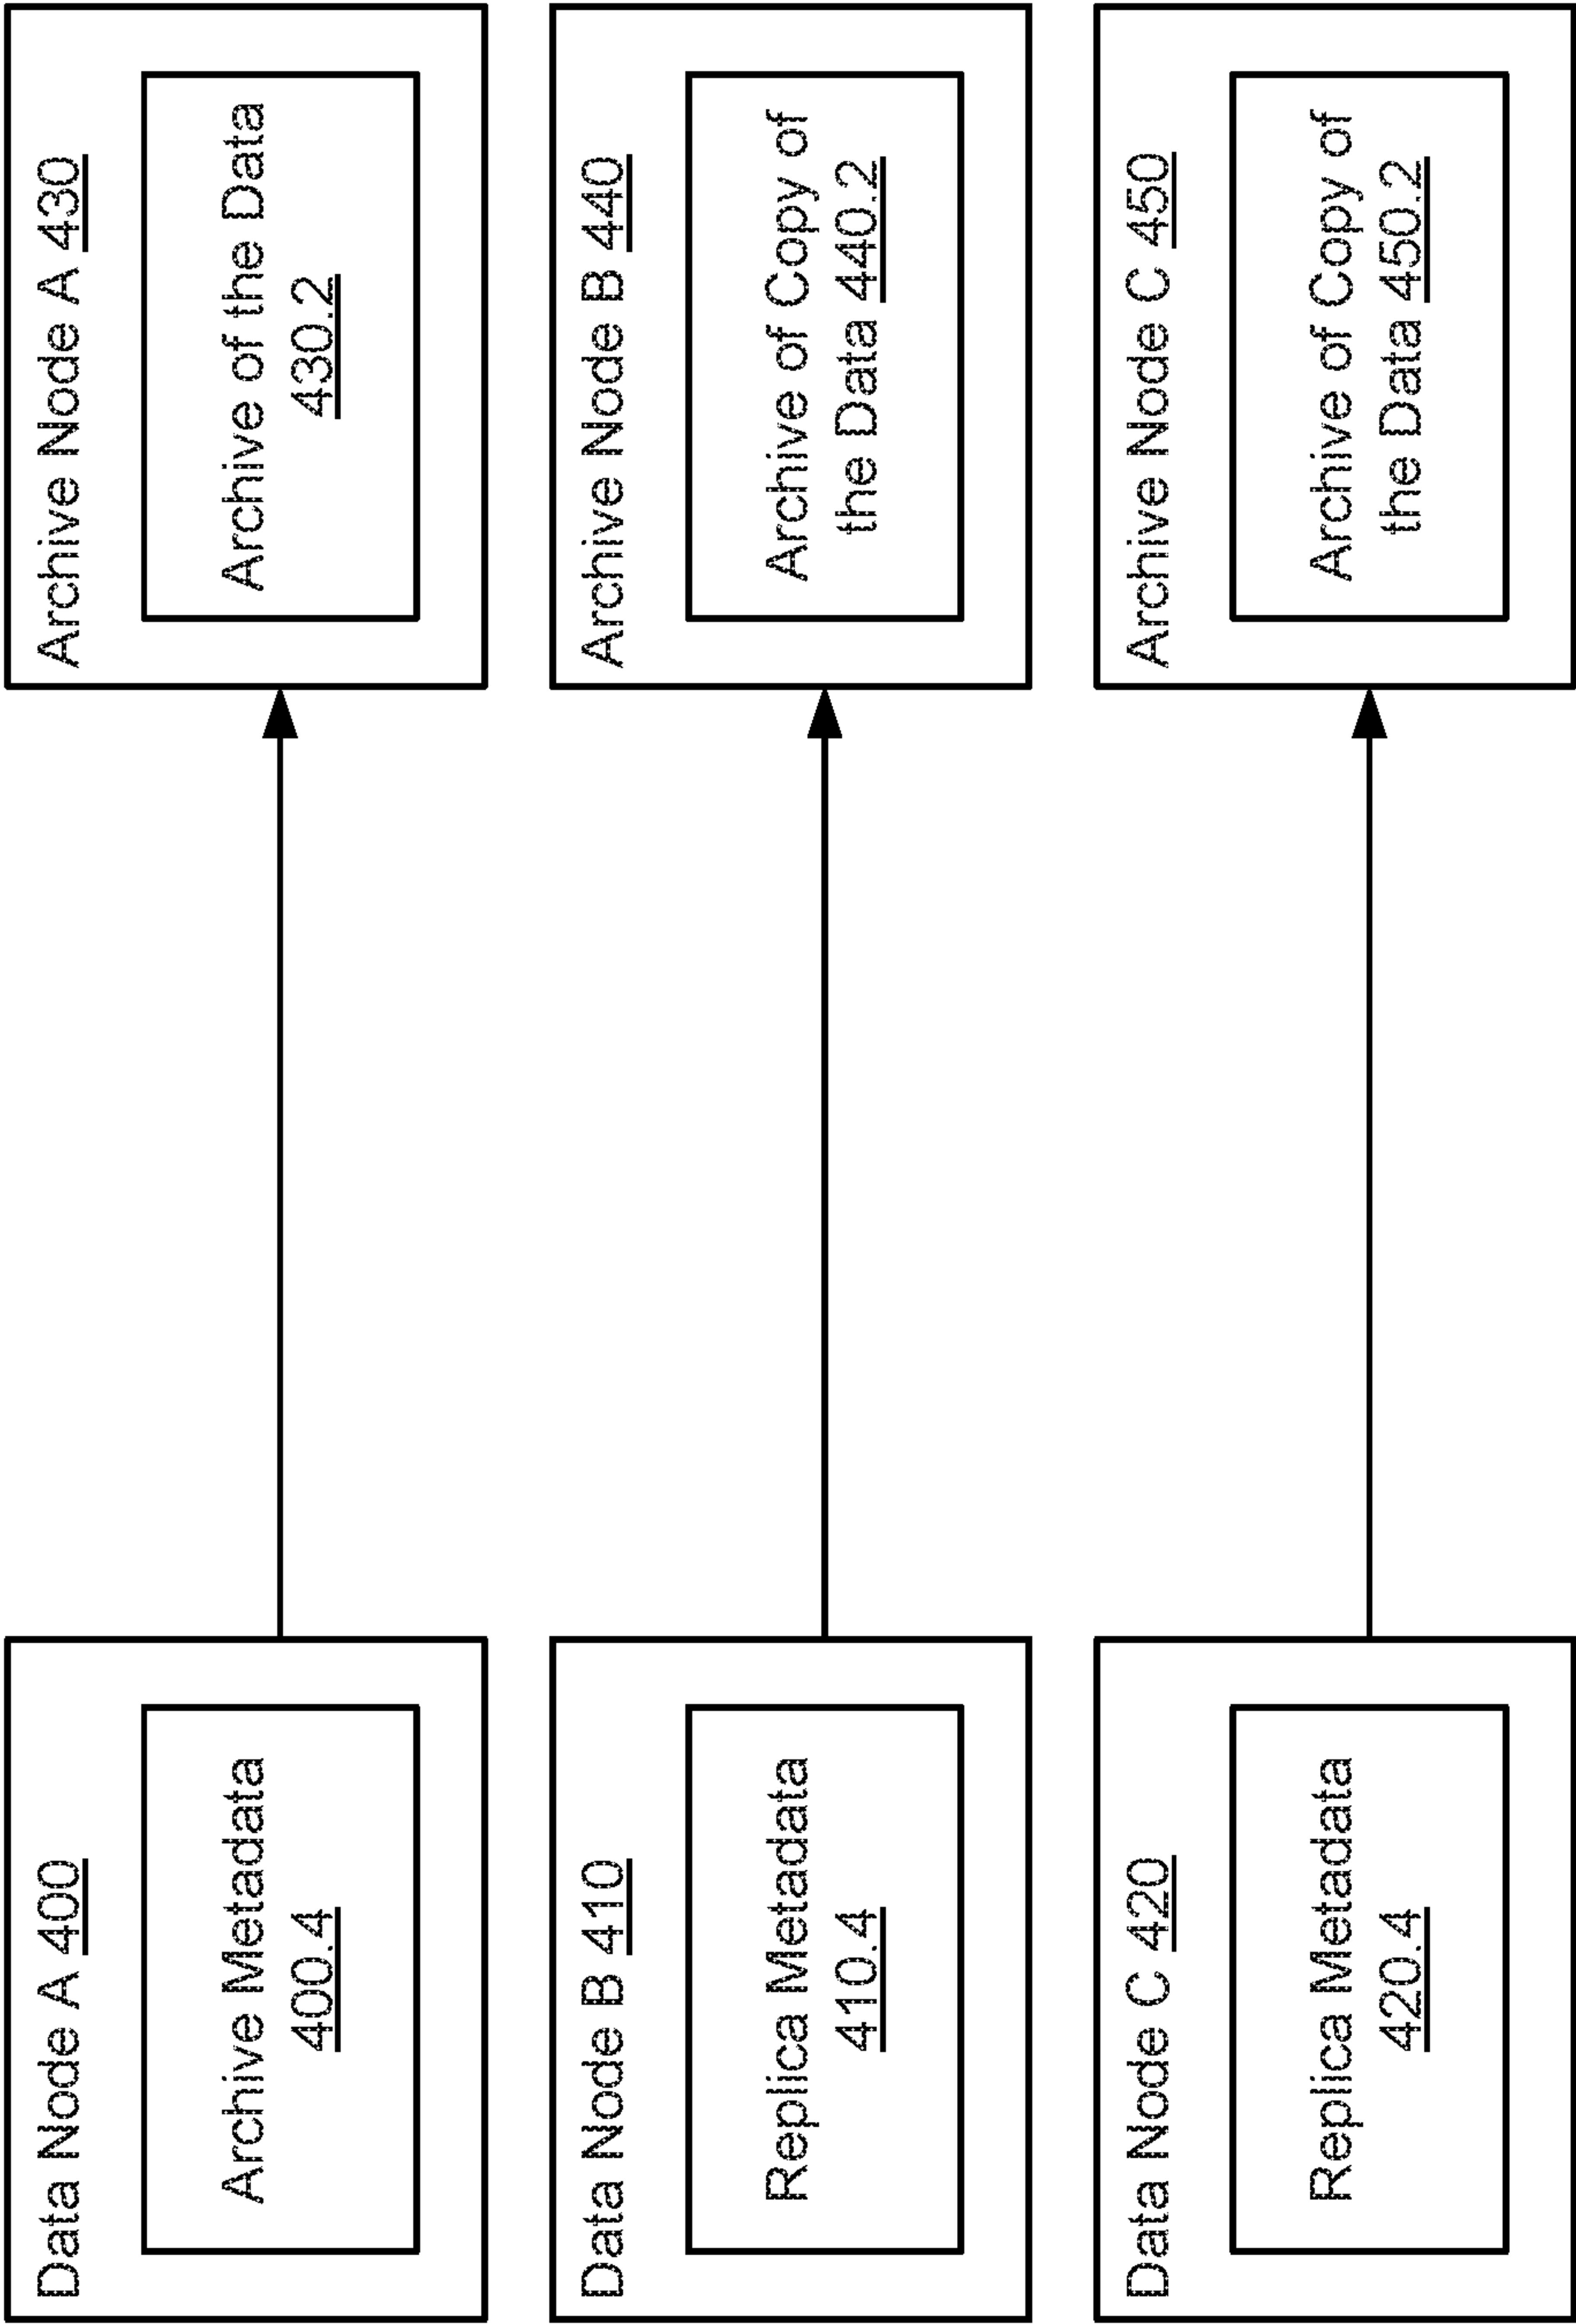 Data Node A 400
Archive Metadata
400.4
Archive Node A 430
Archive of the Data
430.2
Data Node B 410
Replica Metadata
410.4
Archive Node B 440
Archive of Copy of
the Data 440.2
Data Node C 420
Replica Metadata
420.4
Archive Node C 450
Archive of Copy of
the Data 450.2